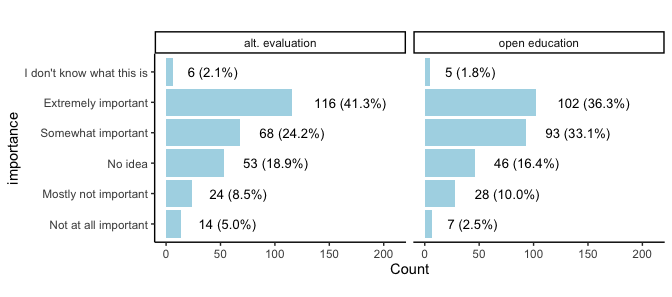 alt. evaluation
open education
importance
I don't know what this is
6 (2.1%)
5 (1.8%)
Extremely important
116 (41.3%)
102 (36.3%)
Somewhat important
68 (24.2%)
93 (33.1%)
No idea
53 (18.9%)
46 (16.4%)
Mostly not important
24 (8.5%)
28 (10.0%)
Not at all important
14 (5.0%)
7 (2.5%)
0 50 100 150 200
0 50 100 150 200
Count